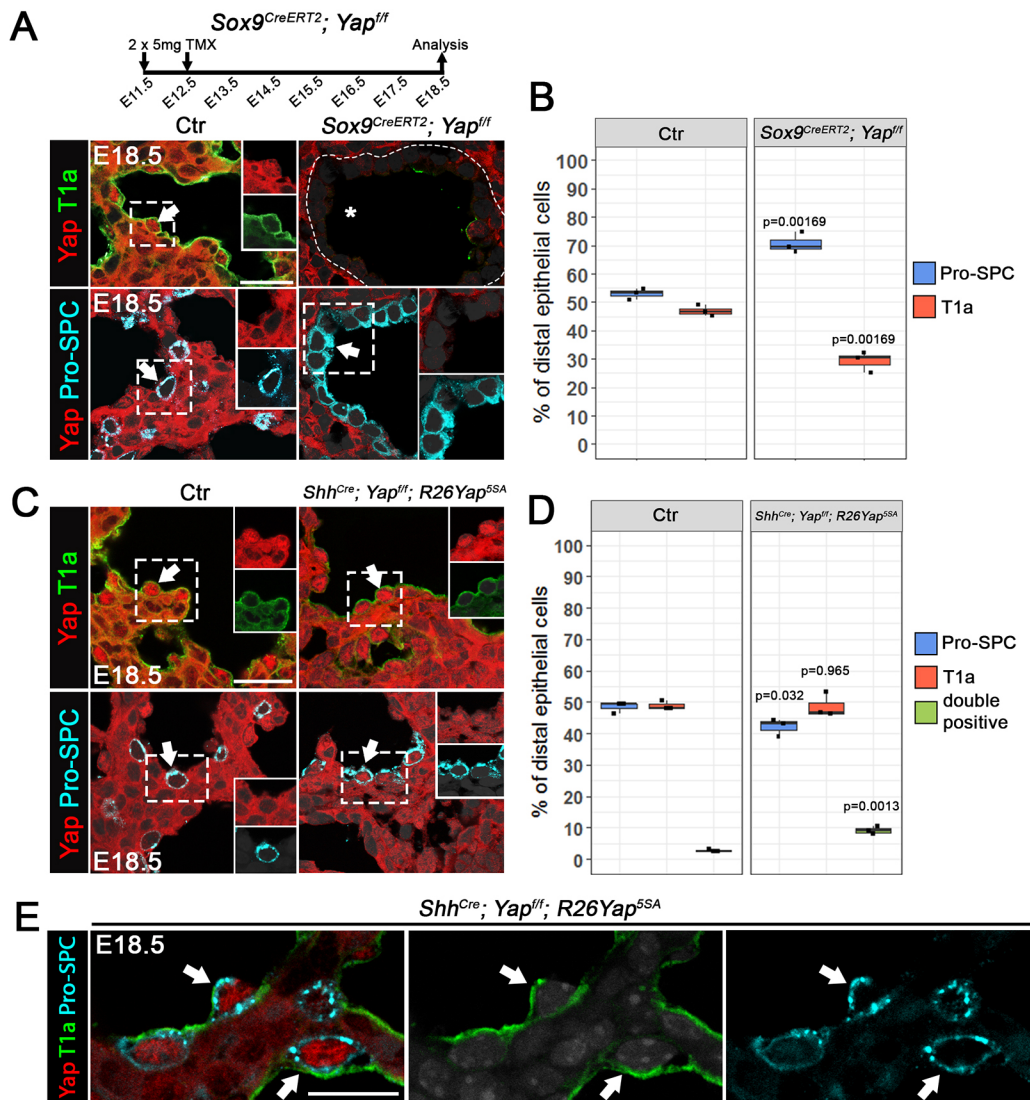 A
Sox9CreERT2; Yapf/f
2 x 5mg TMX
Analysis
E11.5 E12.5 E13.5 E14.5 E15.5 E16.5 E17.5 E18.5
Ctr
Sox9CreERT2; Yapf/f
Yap T1a
E18.5
*
Yap Pro-SPC
E18.5
B
Ctr
Sox9CreERT2; Yapf/f
% of distal epithelial cells
100
90
80
70
60
50
40
30
20
10
0
p=0.00169
p=0.00169
Pro-SPC
T1a
C
Ctr
ShhCre; Yapf/f; R26Yap5SA
Yap T1a
E18.5
Yap Pro-SPC
E18.5
D
Ctr
ShhCre; Yapf/f; R26Yap5SA
% of distal epithelial cells
100
90
80
70
60
50
40
30
20
10
0
p=0.032
p=0.965
p=0.0013
Pro-SPC
T1a
double
positive
E
ShhCre; Yapf/f; R26Yap5SA
Yap T1a Pro-SPC
E18.5